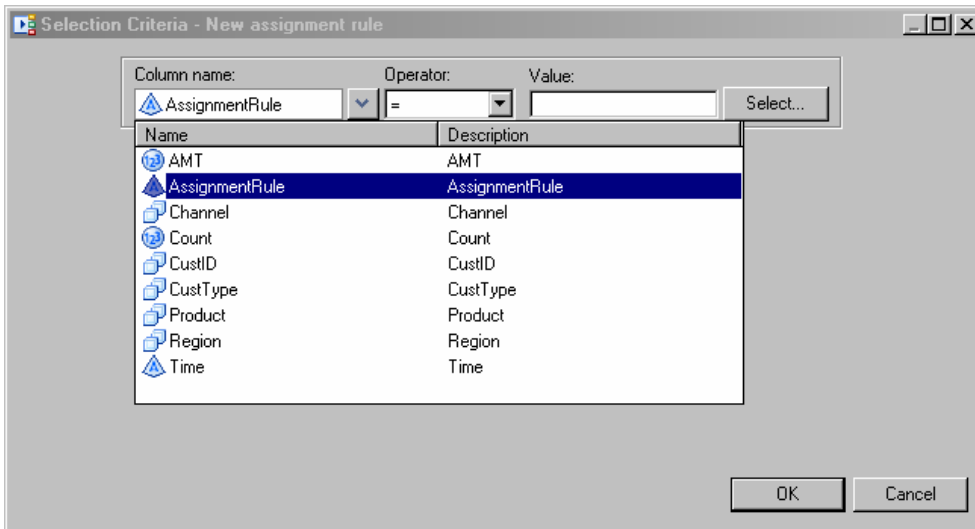 Selection Criteria - New assignment rule
Column name: Operator: Value:
AssignmentRule = Select...
Name Description
AMT AMT
AssignmentRule AssignmentRule
Channel Channel
Count Count
CustID CustID
CustType CustType
Product Product
Region Region
Time Time
OK Cancel